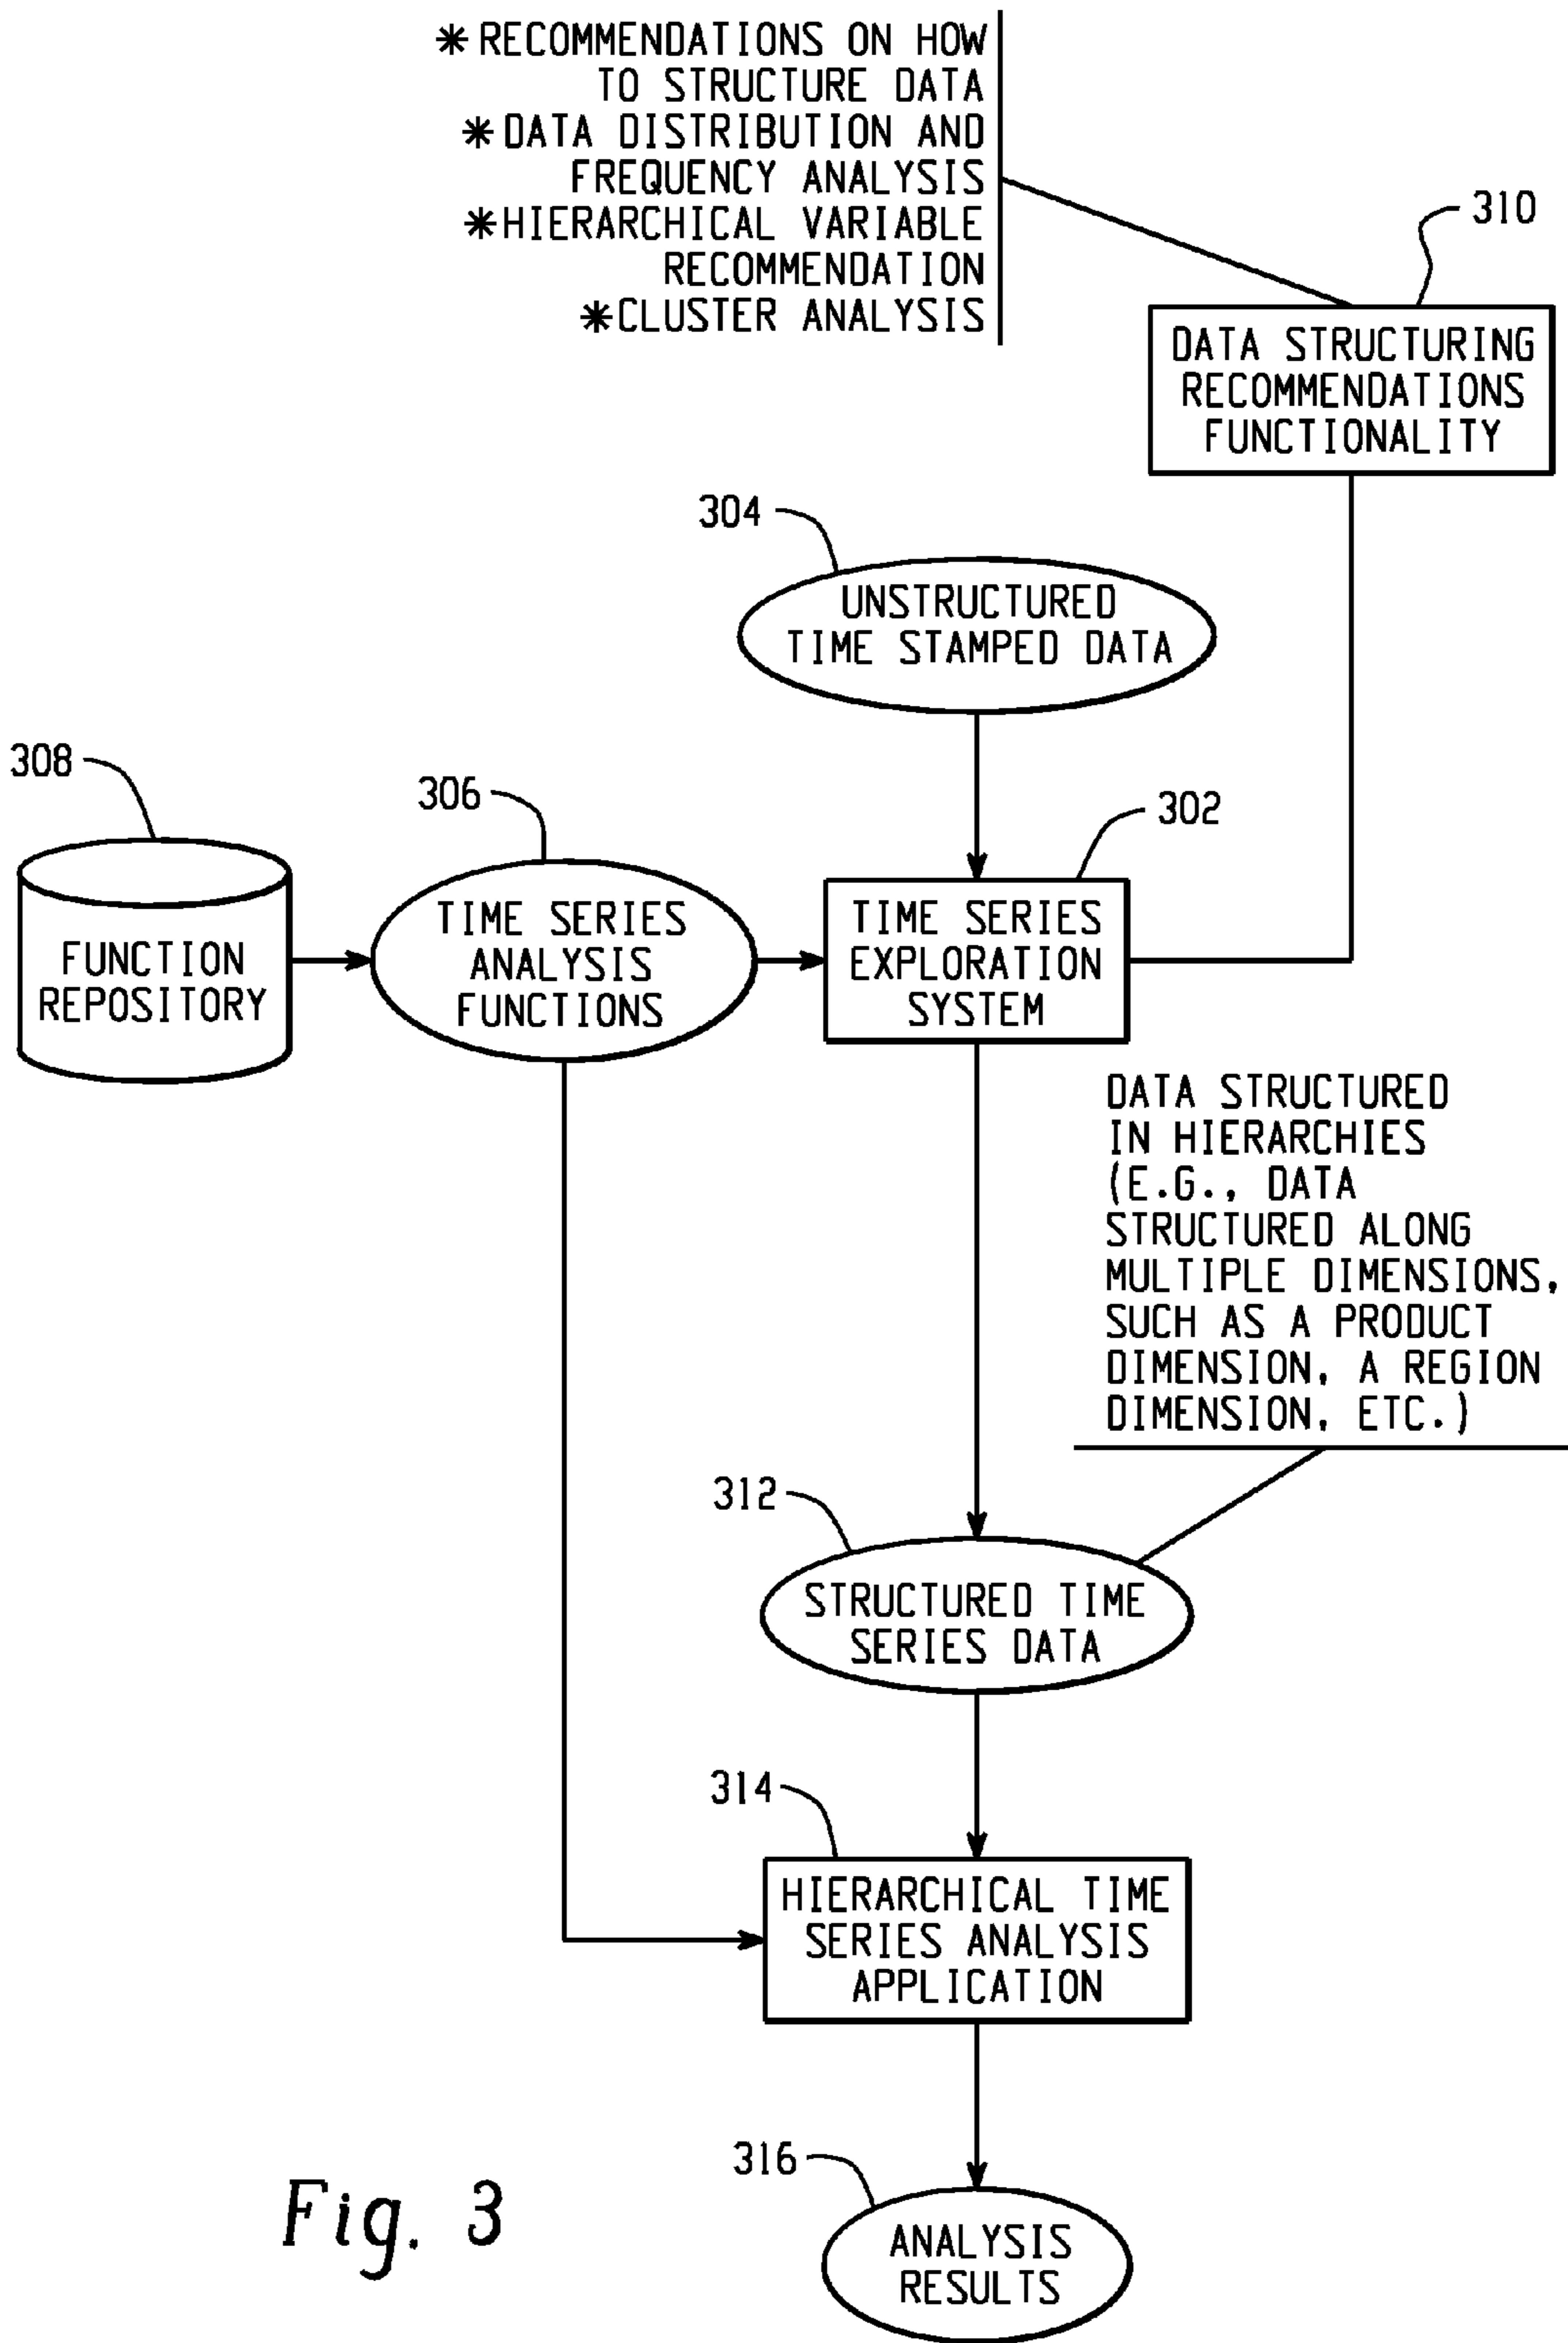 * RECOMMENDATIONS ON HOW
TO STRUCTURE DATA
* DATA DISTRIBUTION AND
FREQUENCY ANALYSIS
* HIERARCHICAL VARIABLE
RECOMMENDATION
* CLUSTER ANALYSIS
310
DATA STRUCTURING
RECOMMENDATIONS
FUNCTIONALITY
304
UNSTRUCTURED
TIME STAMPED DATA
308
306
302
FUNCTION
REPOSITORY
TIME SERIES
ANALYSIS
FUNCTIONS
TIME SERIES
EXPLORATION
SYSTEM
DATA STRUCTURED
IN HIERARCHIES
(E.G., DATA
STRUCTURED ALONG
MULTIPLE DIMENSIONS,
SUCH AS A PRODUCT
DIMENSION, A REGION
DIMENSION, ETC.)
312
STRUCTURED TIME
SERIES DATA
314
HIERARCHICAL TIME
SERIES ANALYSIS
APPLICATION
316
ANALYSIS
RESULTS
Fig. 3